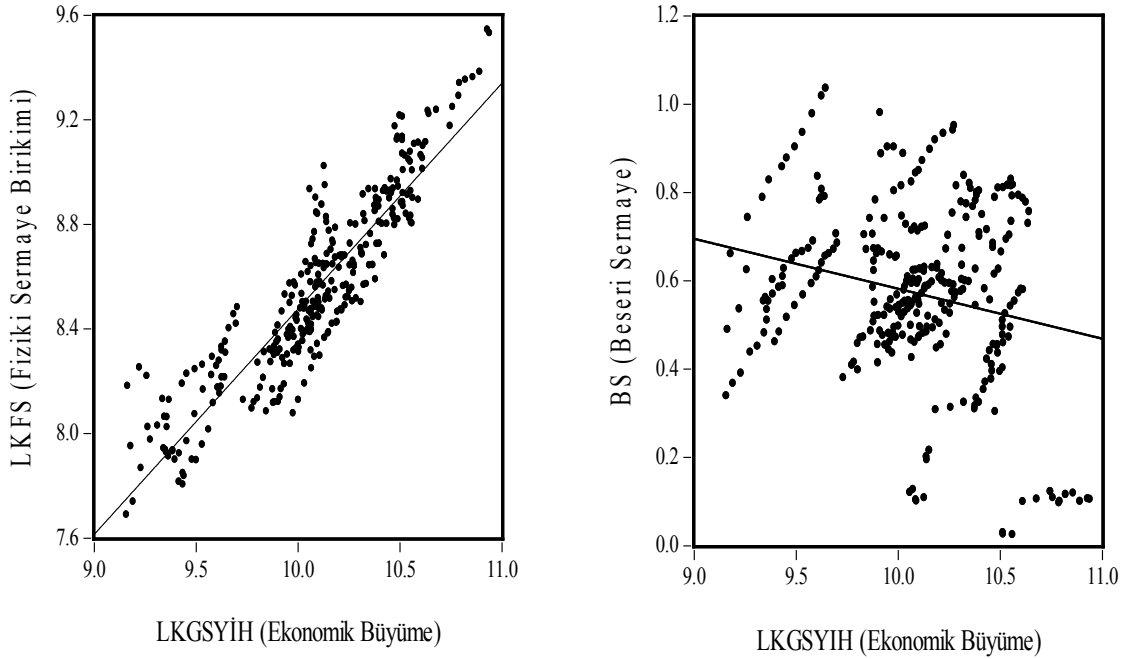 LKFS (Fiziki Sermaye Birikimi)
9.6
9.2
8.8
8.4
8.0
7.6
9.0 9.5 10.0 10.5 11.0
LKGSYİH (Ekonomik Büyüme)
BS (Beseri Sermaye)
1.2
1.0
0.8
0.6
0.4
0.2
0.0
9.0 9.5 10.0 10.5 11.0
LKGSYIH (Ekonomik Büyüme)